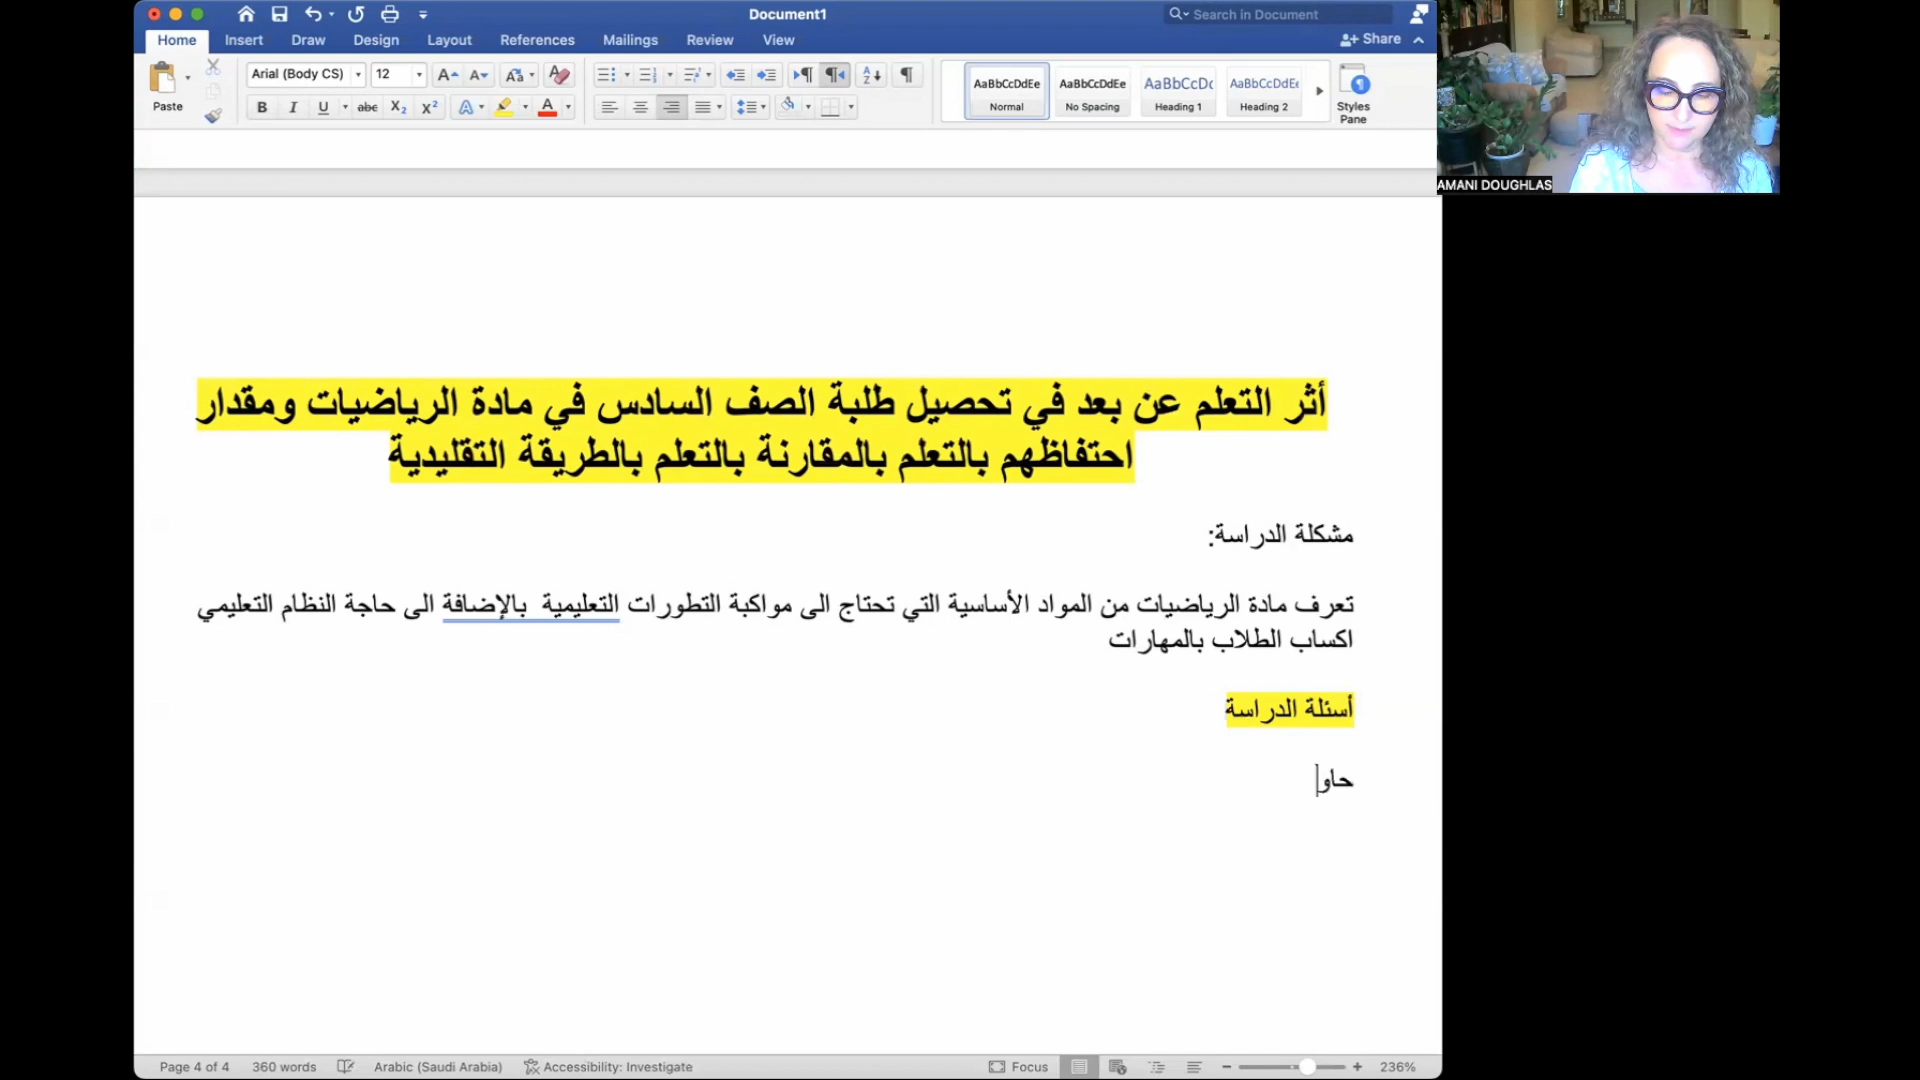 Document1
Search in Document
Home Insert Draw Design Layout References Mailings Review View
Share
Paste
Arial (Body CS) 12
AaBbCcDdEe AaBbCcDdEe AaBbCcDc AaBbCcDdEe
Normal No Spacing Heading 1 Heading 2
Styles
Pane
AMANI DOUGHLAS
أثر التعلم عن بعد في تحصيل طلبة الصف السادس في مادة الرياضيات ومقدار
احتفاظهم بالتعلم بالمقارنة بالتعلم بالطريقة التقليدية
مشكلة الدراسة:
تعرف مادة الرياضيات من المواد الأساسية التي تحتاج الى مواكبة التطورات التعليمية بالإضافة الى حاجة النظام التعليمي
اكساب الطلاب بالمهارات
أسئلة الدراسة
حاو
Page 4 of 4 360 words Arabic (Saudi Arabia) Accessibility: Investigate Focus 236%